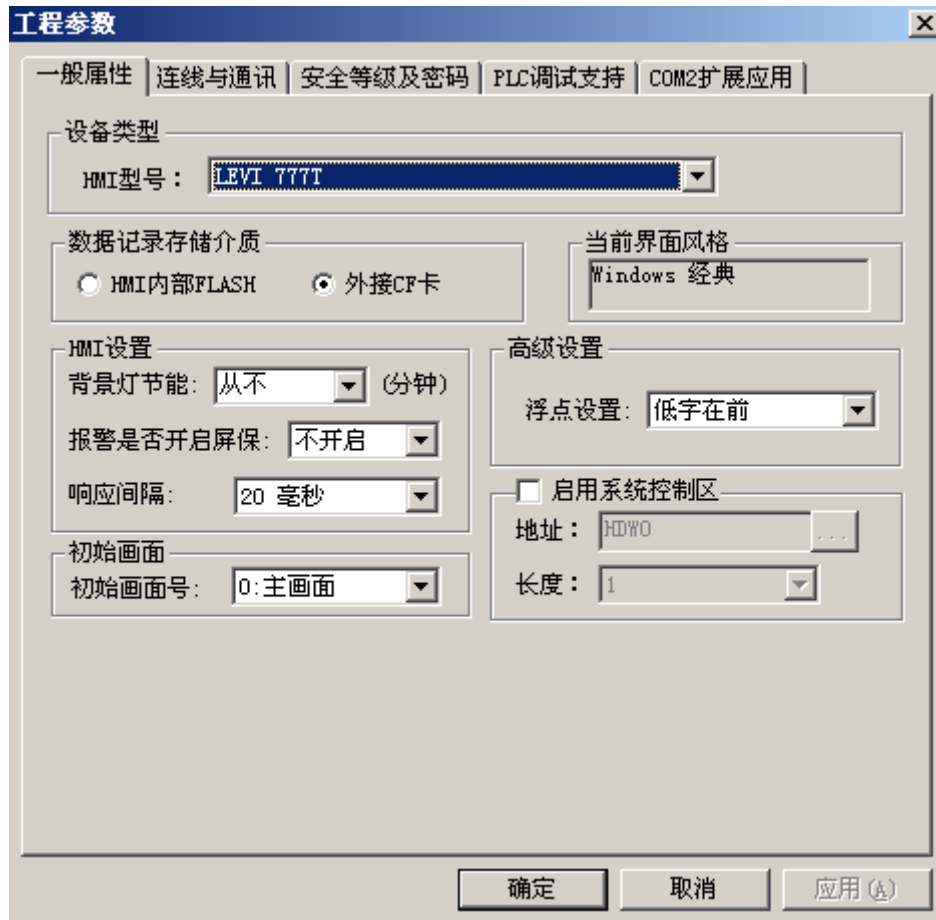 工程参数
一般属性 连线与通讯 安全等级及密码 PLC调试支持 COM2扩展应用
设备类型
HMI型号： LEVI 777T
数据记录存储介质
HMI内部FLASH 外接CF卡
当前界面风格
Windows 经典
HMI设置
背景灯节能: 从不 (分钟)
报警是否开启屏保: 不开启
响应间隔: 20 毫秒
高级设置
浮点设置: 低字在前
初始画面
初始画面号: 0:主画面
启用系统控制区
地址： HDW0 ...
长度： 1
确定 取消 应用(A)